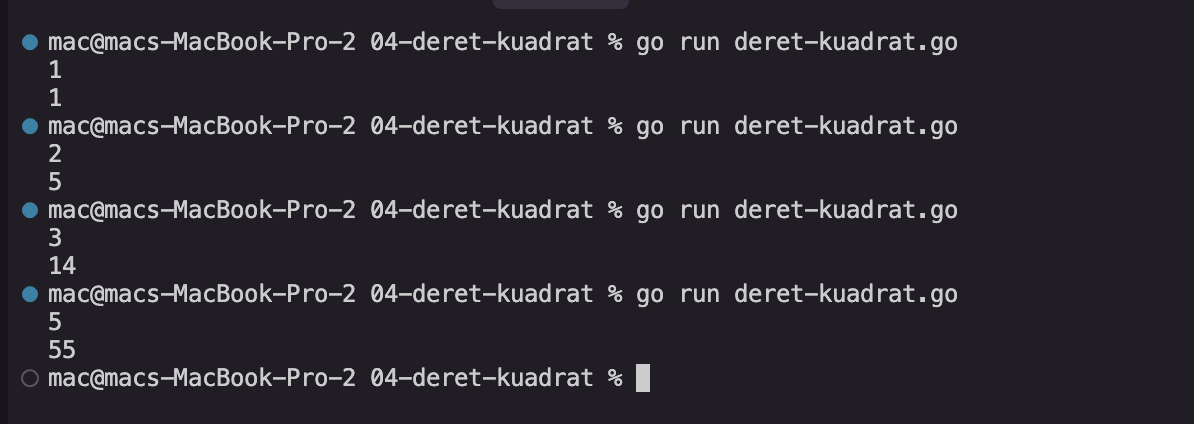 mac@macs-MacBook-Pro-2 04-deret-kuadrat % go run deret-kuadrat.go
1
1
mac@macs-MacBook-Pro-2 04-deret-kuadrat % go run deret-kuadrat.go
2
5
mac@macs-MacBook-Pro-2 04-deret-kuadrat % go run deret-kuadrat.go
3
14
mac@macs-MacBook-Pro-2 04-deret-kuadrat % go run deret-kuadrat.go
5
55
mac@macs-MacBook-Pro-2 04-deret-kuadrat %